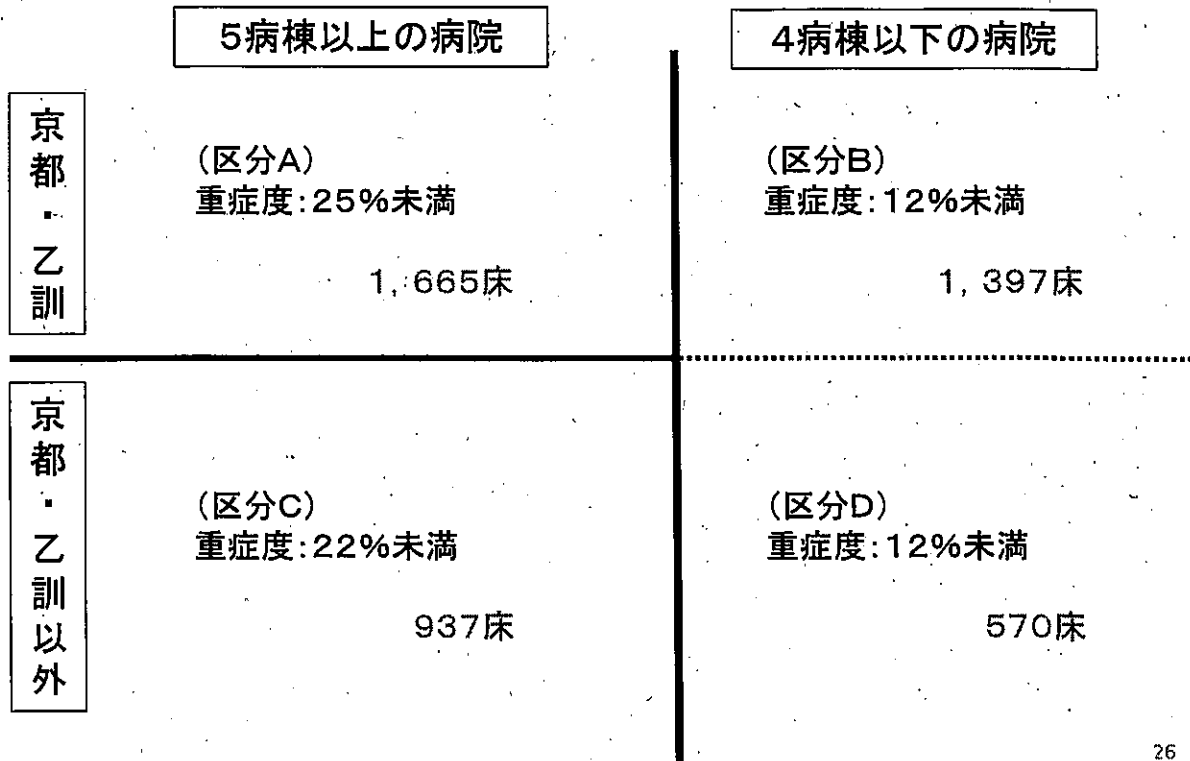 5病棟以上の病院
4病棟以下の病院
京都・乙訓
(区分A)
重症度:25%未満
1,665床
(区分B)
重症度:12%未満
1,397床
京都・乙訓以外
(区分C)
重症度:22%未満
937床
(区分D)
重症度:12%未満
570床
26